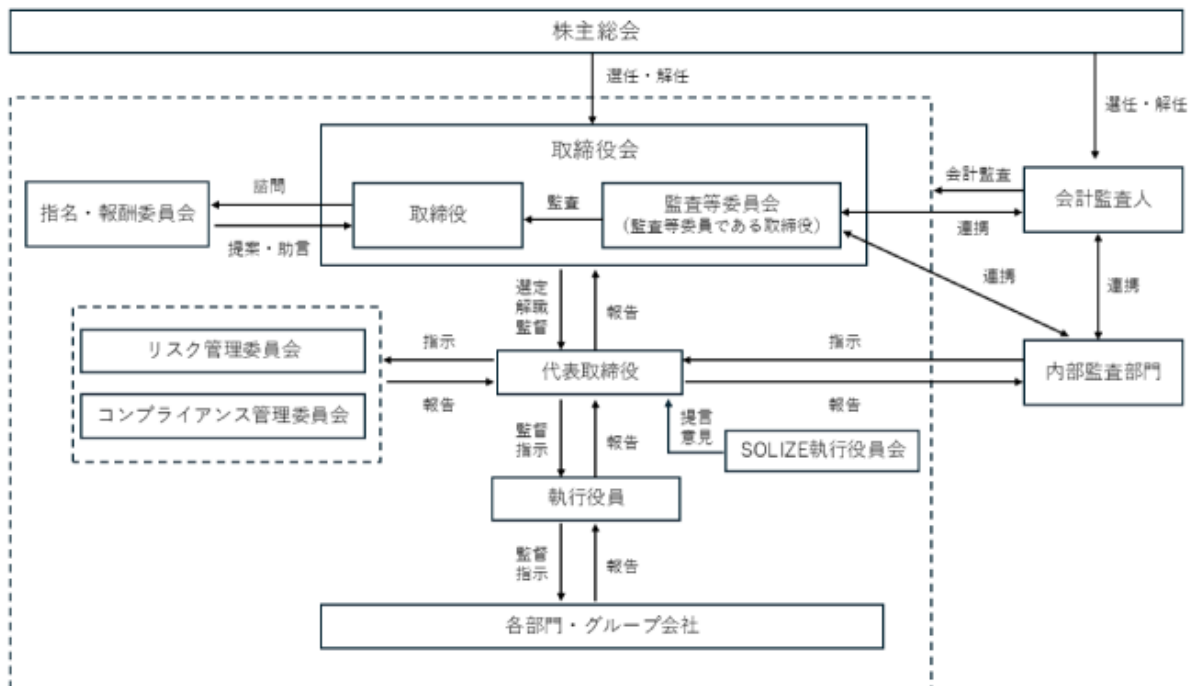 株主総会
選任・解任
選任・解任
取締役会
会計監査
会計監査人
諮問
監査
指名・報酬委員会
取締役
監査等委員会
(監査等委員である取締役)
連携
提案・助言
選定
解職
監督
報告
連携
連携
リスク管理委員会
指示
指示
代表取締役
内部監査部門
コンプライアンス管理委員会
報告
報告
提言
意見
監督
指示
報告
SOLIZE執行役員会
執行役員
監督
指示
報告
各部門・グループ会社